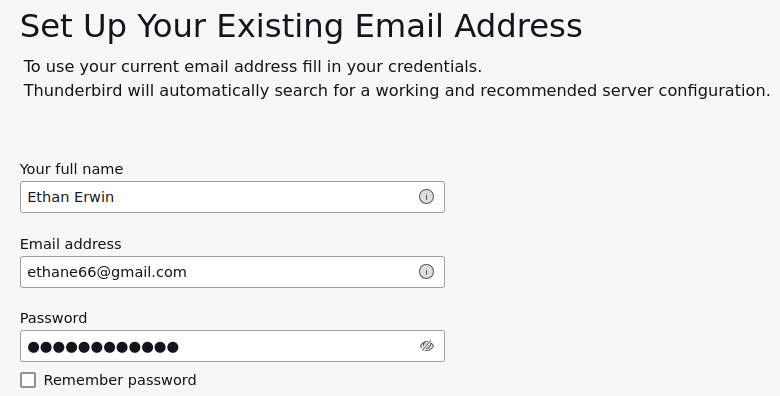 Set Up Your Existing Email Address
To use your current email address fill in your credentials.
Thunderbird will automatically search for a working and recommended server configuration.
Your full name
Ethan Erwin
Email address
ethane66@gmail.com
Password
●●●●●●●●●●●●
Remember password